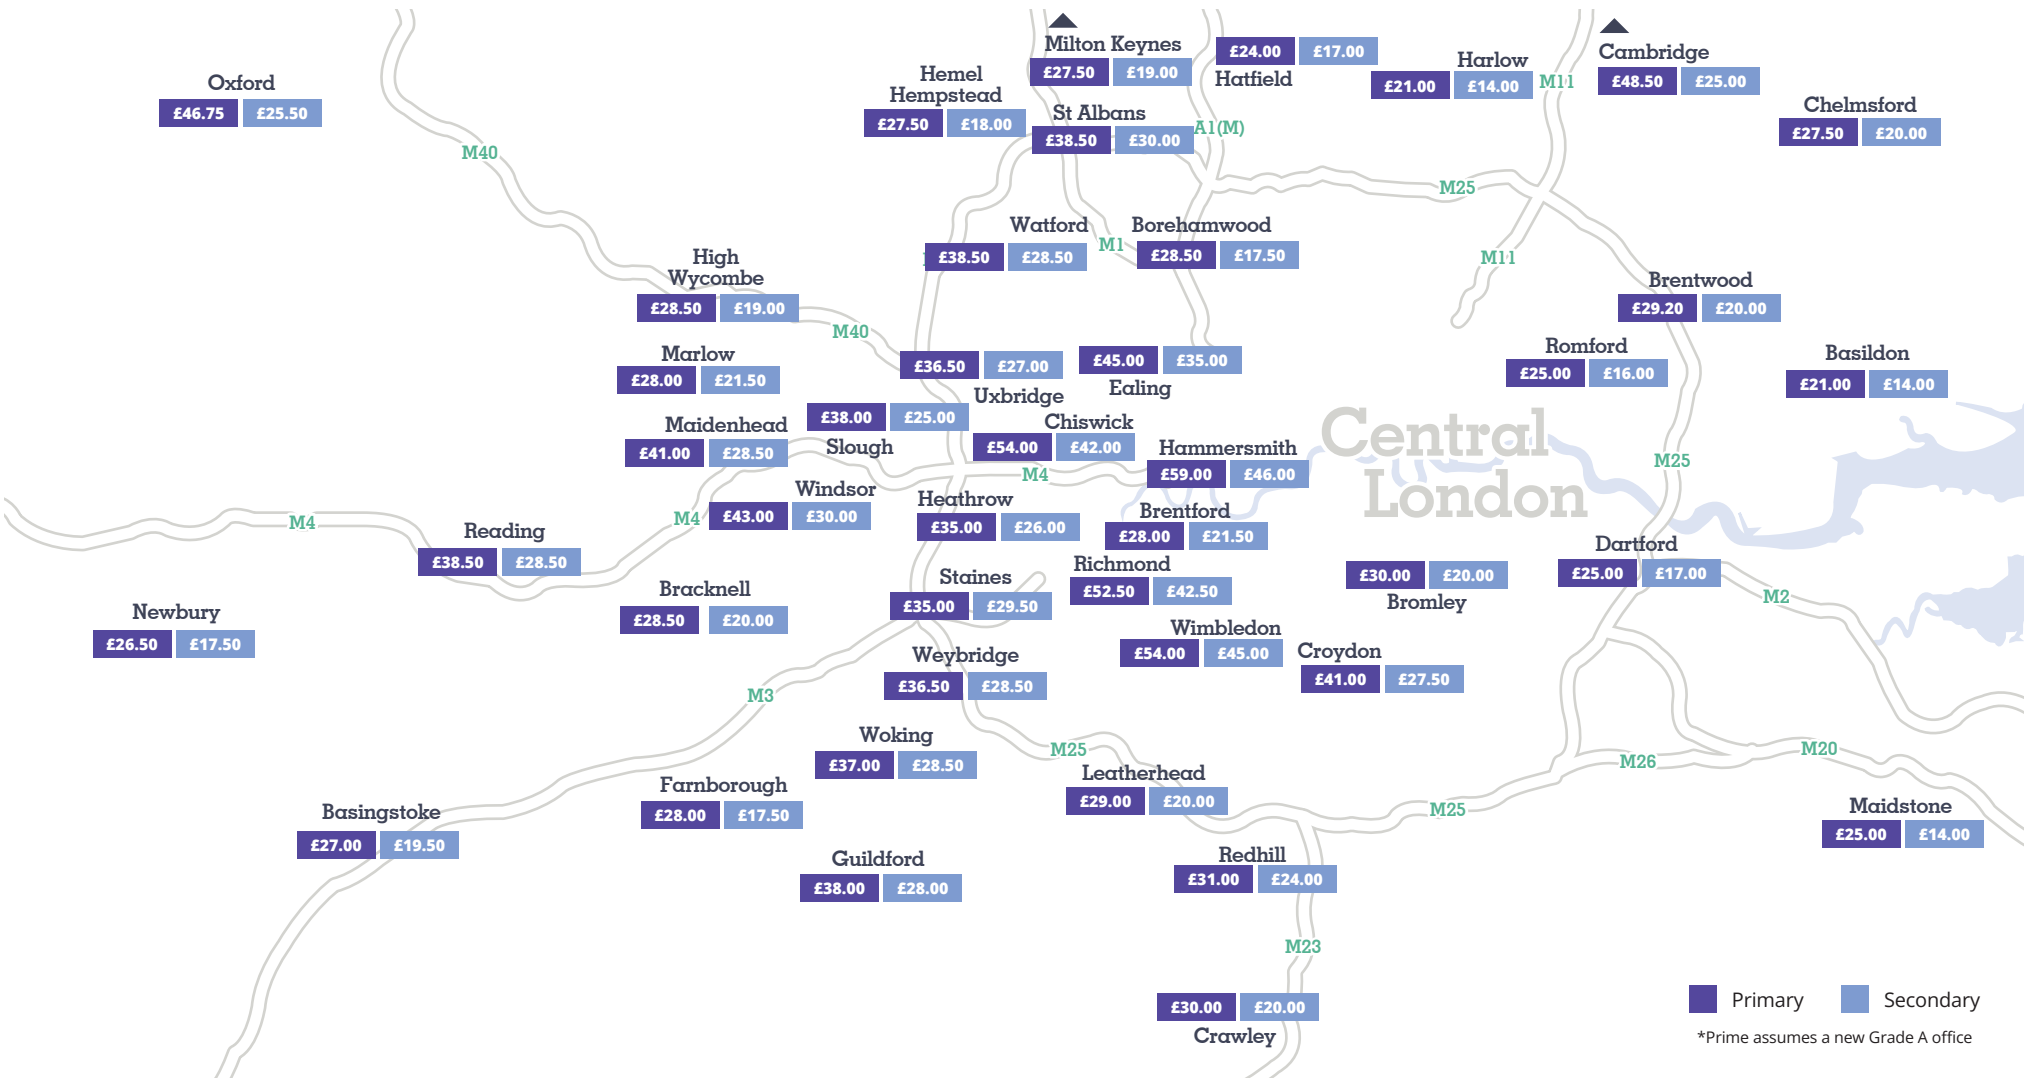 Oxford
£46.75 £25.50
M40
Hemel
Hempstead
£27.50 £18.00
Milton Keynes
£27.50 £19.00
St Albans
£38.50 £30.00
A1(M)
£24.00 £17.00
Hatfield
Harlow
£21.00 £14.00
M11
Cambridge
£48.50 £25.00
Chelmsford
£27.50 £20.00
M25
Watford
£38.50 £28.50
M1
Borehamwood
£28.50 £17.50
M11
High
Wycombe
£28.50 £19.00
M40
Brentwood
£29.20 £20.00
Marlow
£28.00 £21.50
£36.50 £27.00
Uxbridge
£45.00 £35.00
Ealing
Romford
£25.00 £16.00
Basildon
£21.00 £14.00
Maidenhead
£41.00 £28.50
£38.00 £25.00
Slough
Chiswick
£54.00 £42.00
M4
Hammersmith
£59.00 £46.00
Central
London
M25
Windsor
£43.00 £30.00
M4
Heathrow
£35.00 £26.00
Brentford
£28.00 £21.50
M4
Reading
£38.50 £28.50
Richmond
£52.50 £42.50
£30.00 £20.00
Bromley
Dartford
£25.00 £17.00
M2
Newbury
£26.50 £17.50
Bracknell
£28.50 £20.00
Staines
£35.00 £29.50
Wimbledon
£54.00 £45.00
Croydon
£41.00 £27.50
Weybridge
£36.50 £28.50
M3
Woking
£37.00 £28.50
M25
Leatherhead
£29.00 £20.00
M25
M26
M20
Farnborough
£28.00 £17.50
Basingstoke
£27.00 £19.50
Maidstone
£25.00 £14.00
Guildford
£38.00 £28.00
Redhill
£31.00 £24.00
M23
£30.00 £20.00
Crawley
Primary Secondary
*Prime assumes a new Grade A office